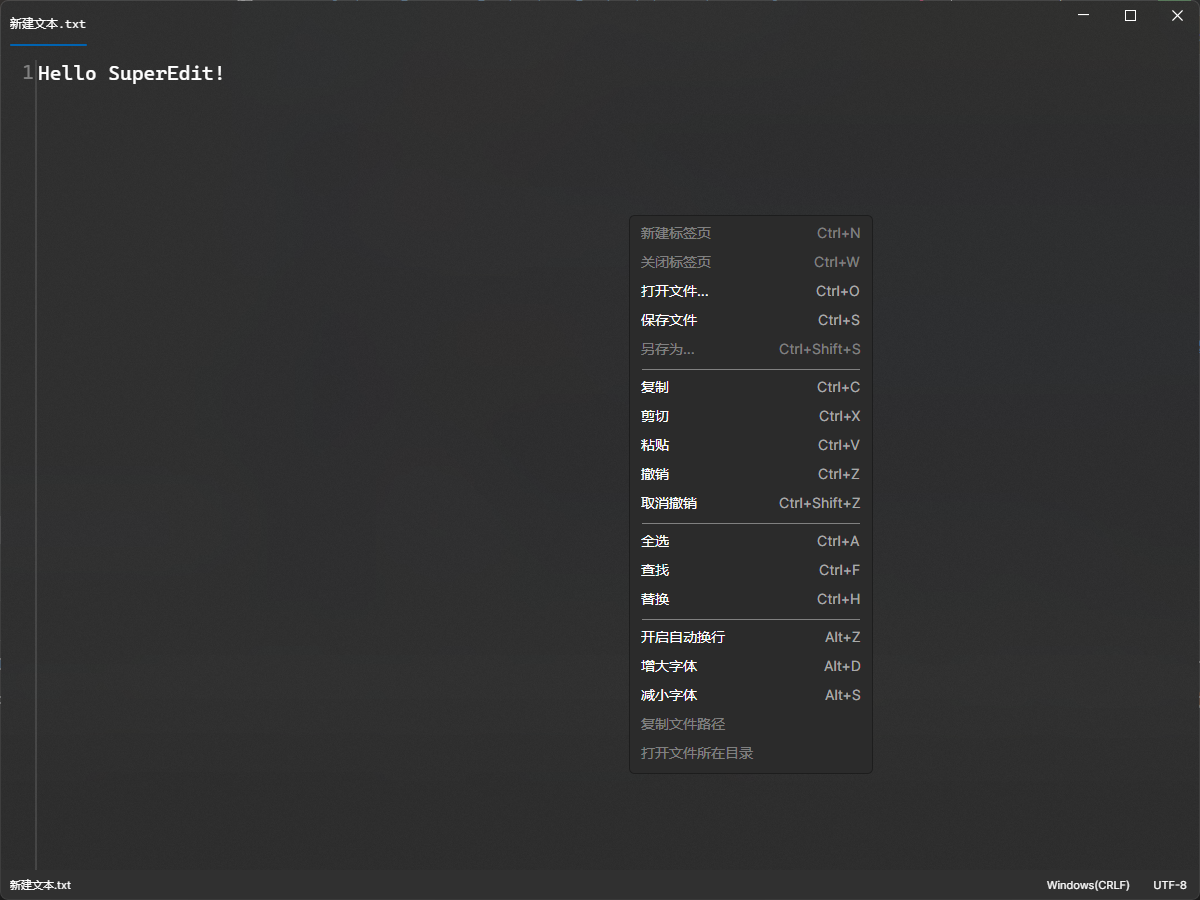 新建文本.txt
1 Hello SuperEdit!
新建标签页 Ctrl+N
关闭标签页 Ctrl+W
打开文件... Ctrl+O
保存文件 Ctrl+S
另存为... Ctrl+Shift+S
复制 Ctrl+C
剪切 Ctrl+X
粘贴 Ctrl+V
撤销 Ctrl+Z
取消撤销 Ctrl+Shift+Z
全选 Ctrl+A
查找 Ctrl+F
替换 Ctrl+H
开启自动换行 Alt+Z
增大字体 Alt+D
减小字体 Alt+S
复制文件路径
打开文件所在目录
新建文本.txt Windows(CRLF) UTF-8